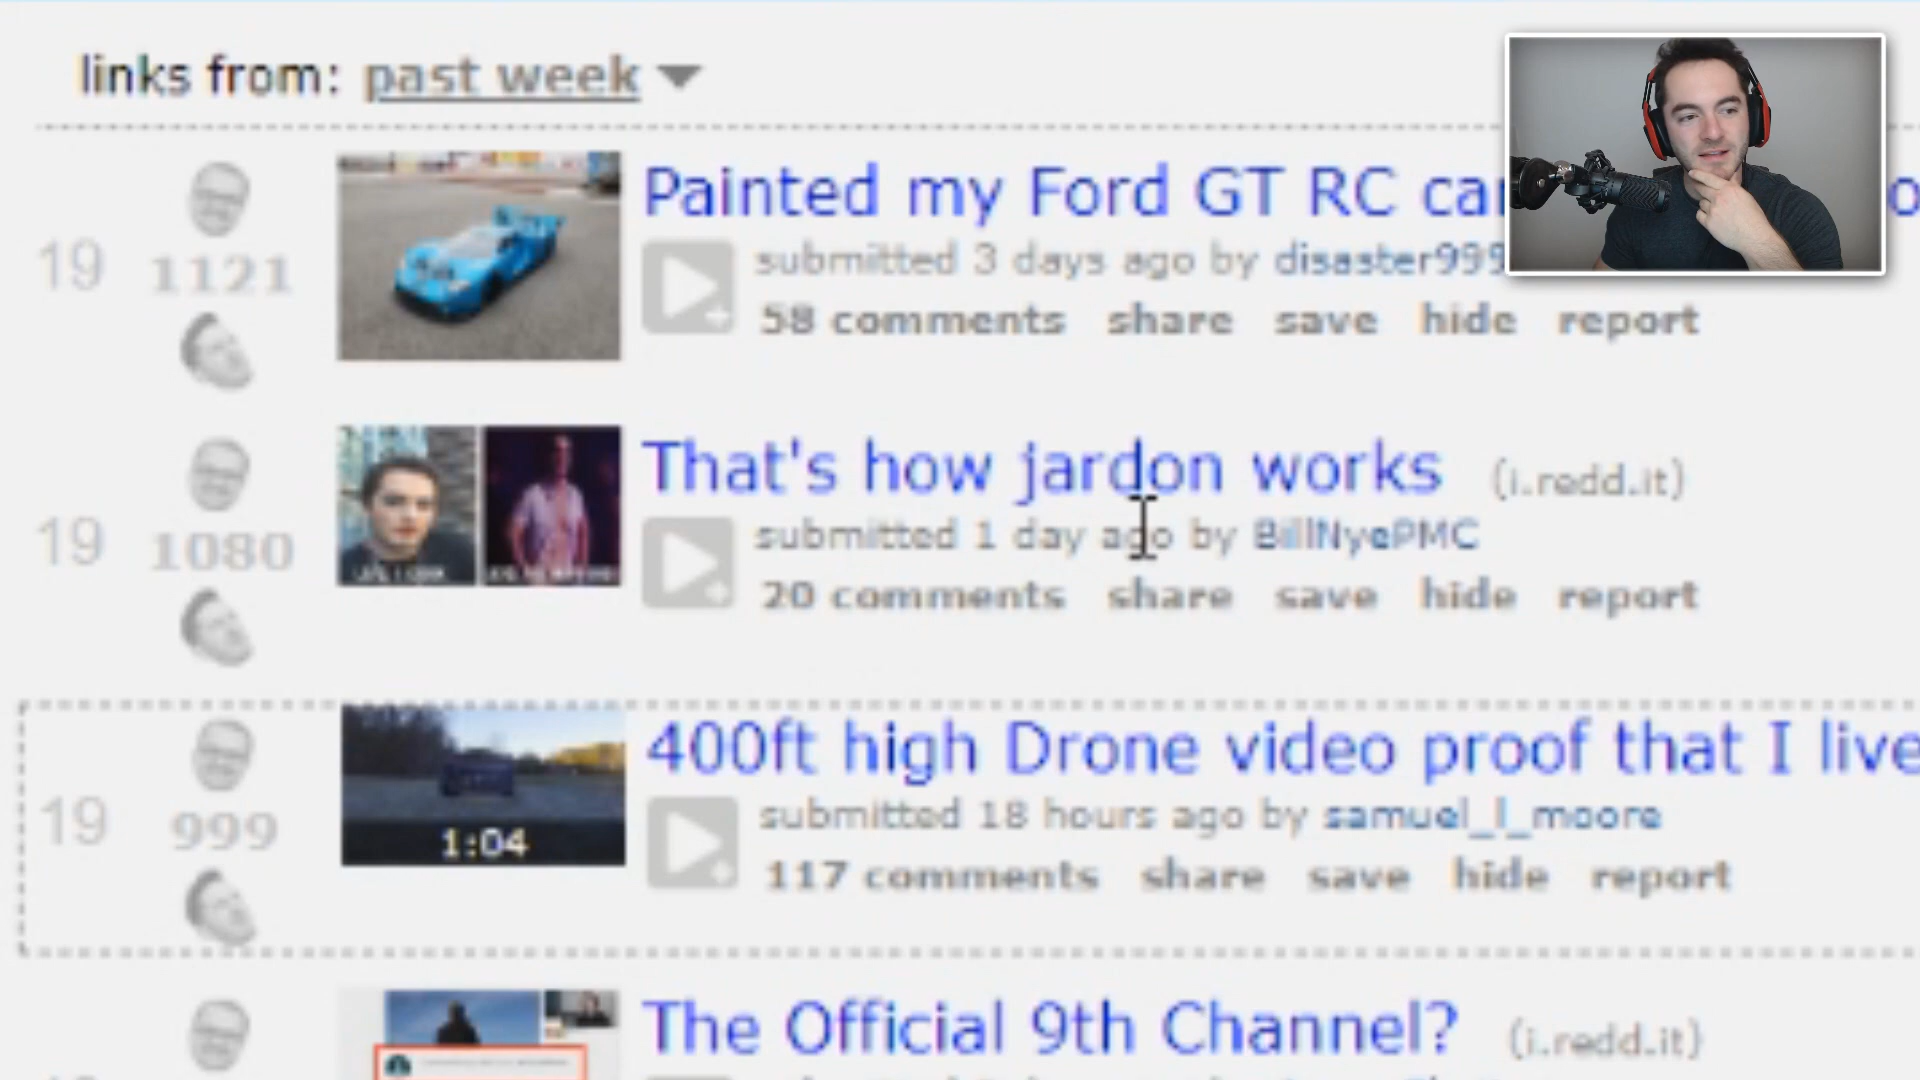 links from: past week
Painted my Ford GT RC car
19
1121
submitted 3 days ago by disaster999
58 comments share save hide report
That's how jardon works (i.redd.it)
19
1080
submitted 1 day ago by BillNyePMC
20 comments share save hide report
400ft high Drone video proof that I live
19
999
1:04
submitted 18 hours ago by samuel_l_moore
117 comments share save hide report
The Official 9th Channel? (i.redd.it)